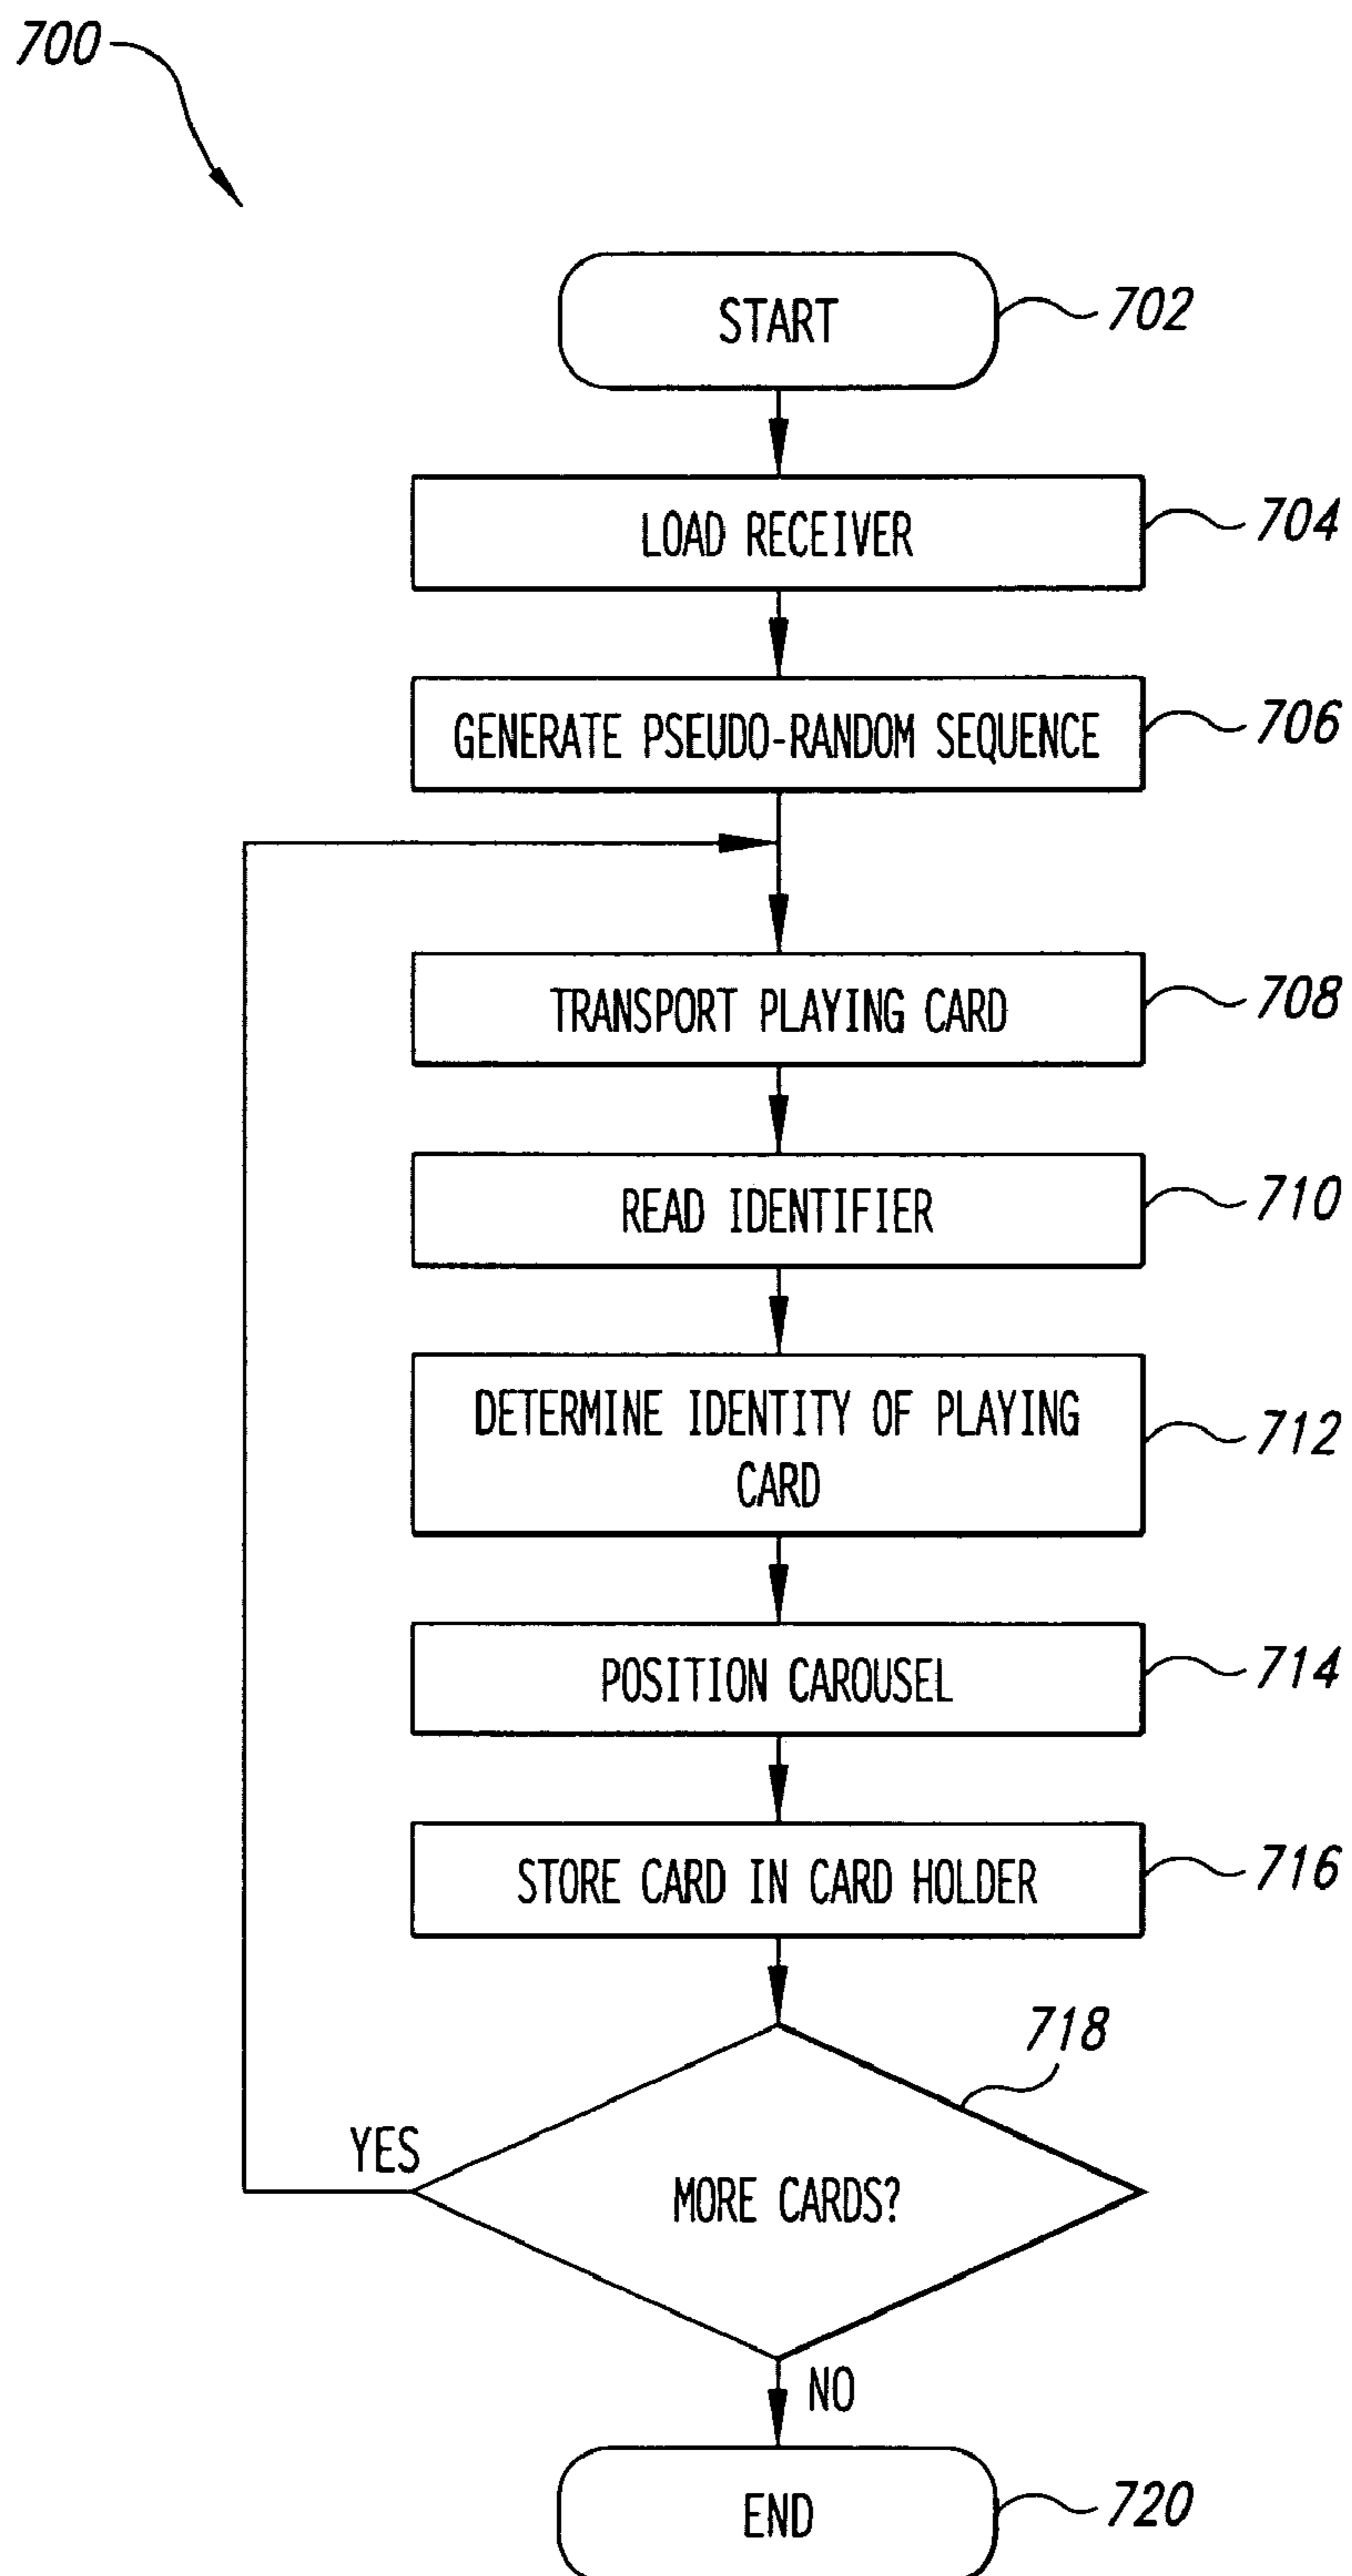 700
START
702
LOAD RECEIVER
704
GENERATE PSEUDO-RANDOM SEQUENCE
706
TRANSPORT PLAYING CARD
708
READ IDENTIFIER
710
DETERMINE IDENTITY OF PLAYING
CARD
712
POSITION CAROUSEL
714
STORE CARD IN CARD HOLDER
716
718
YES
MORE CARDS?
NO
END
720